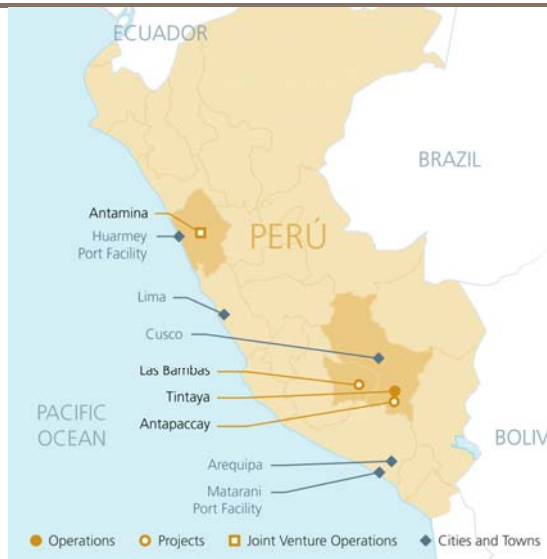 ECUADOR
BRAZIL
Antamina
Huarmey
Port Facility
PERÚ
Lima
Cusco
Las Bambas
Tintaya
Antapaccay
PACIFIC
OCEAN
BOLIV
Arequipa
Matarani
Port Facility
Operations Projects Joint Venture Operations Cities and Towns